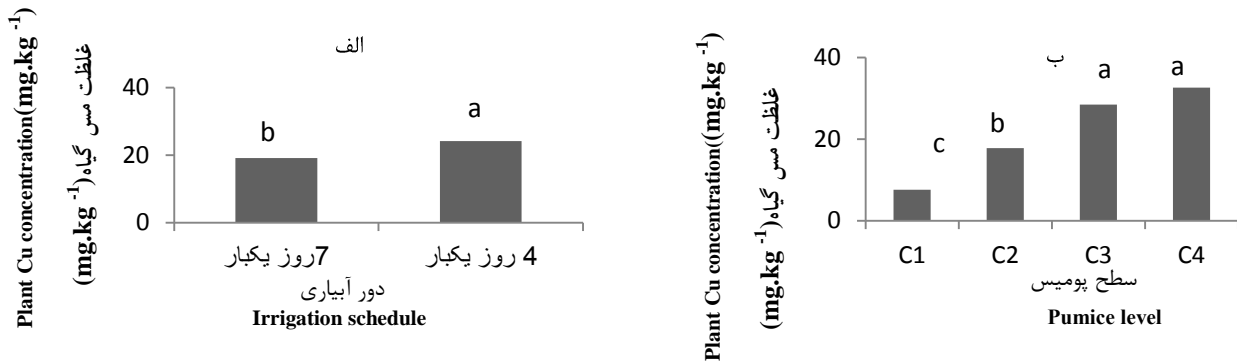 Plant Cu concentration(mg.kg -1)
غلظت مس گیاه(mg.kg -1)
الف
40
20
0
b
a
7روز یکبار
4 روز یکبار
دور آبیاری
Irrigation schedule
Plant Cu concentration((mg.kg -1)
غلظت مس گیاه(mg.kg -1)
ب
40
20
0
c
b
a
a
C1
C2
C3
C4
سطح پومیس
Pumice level